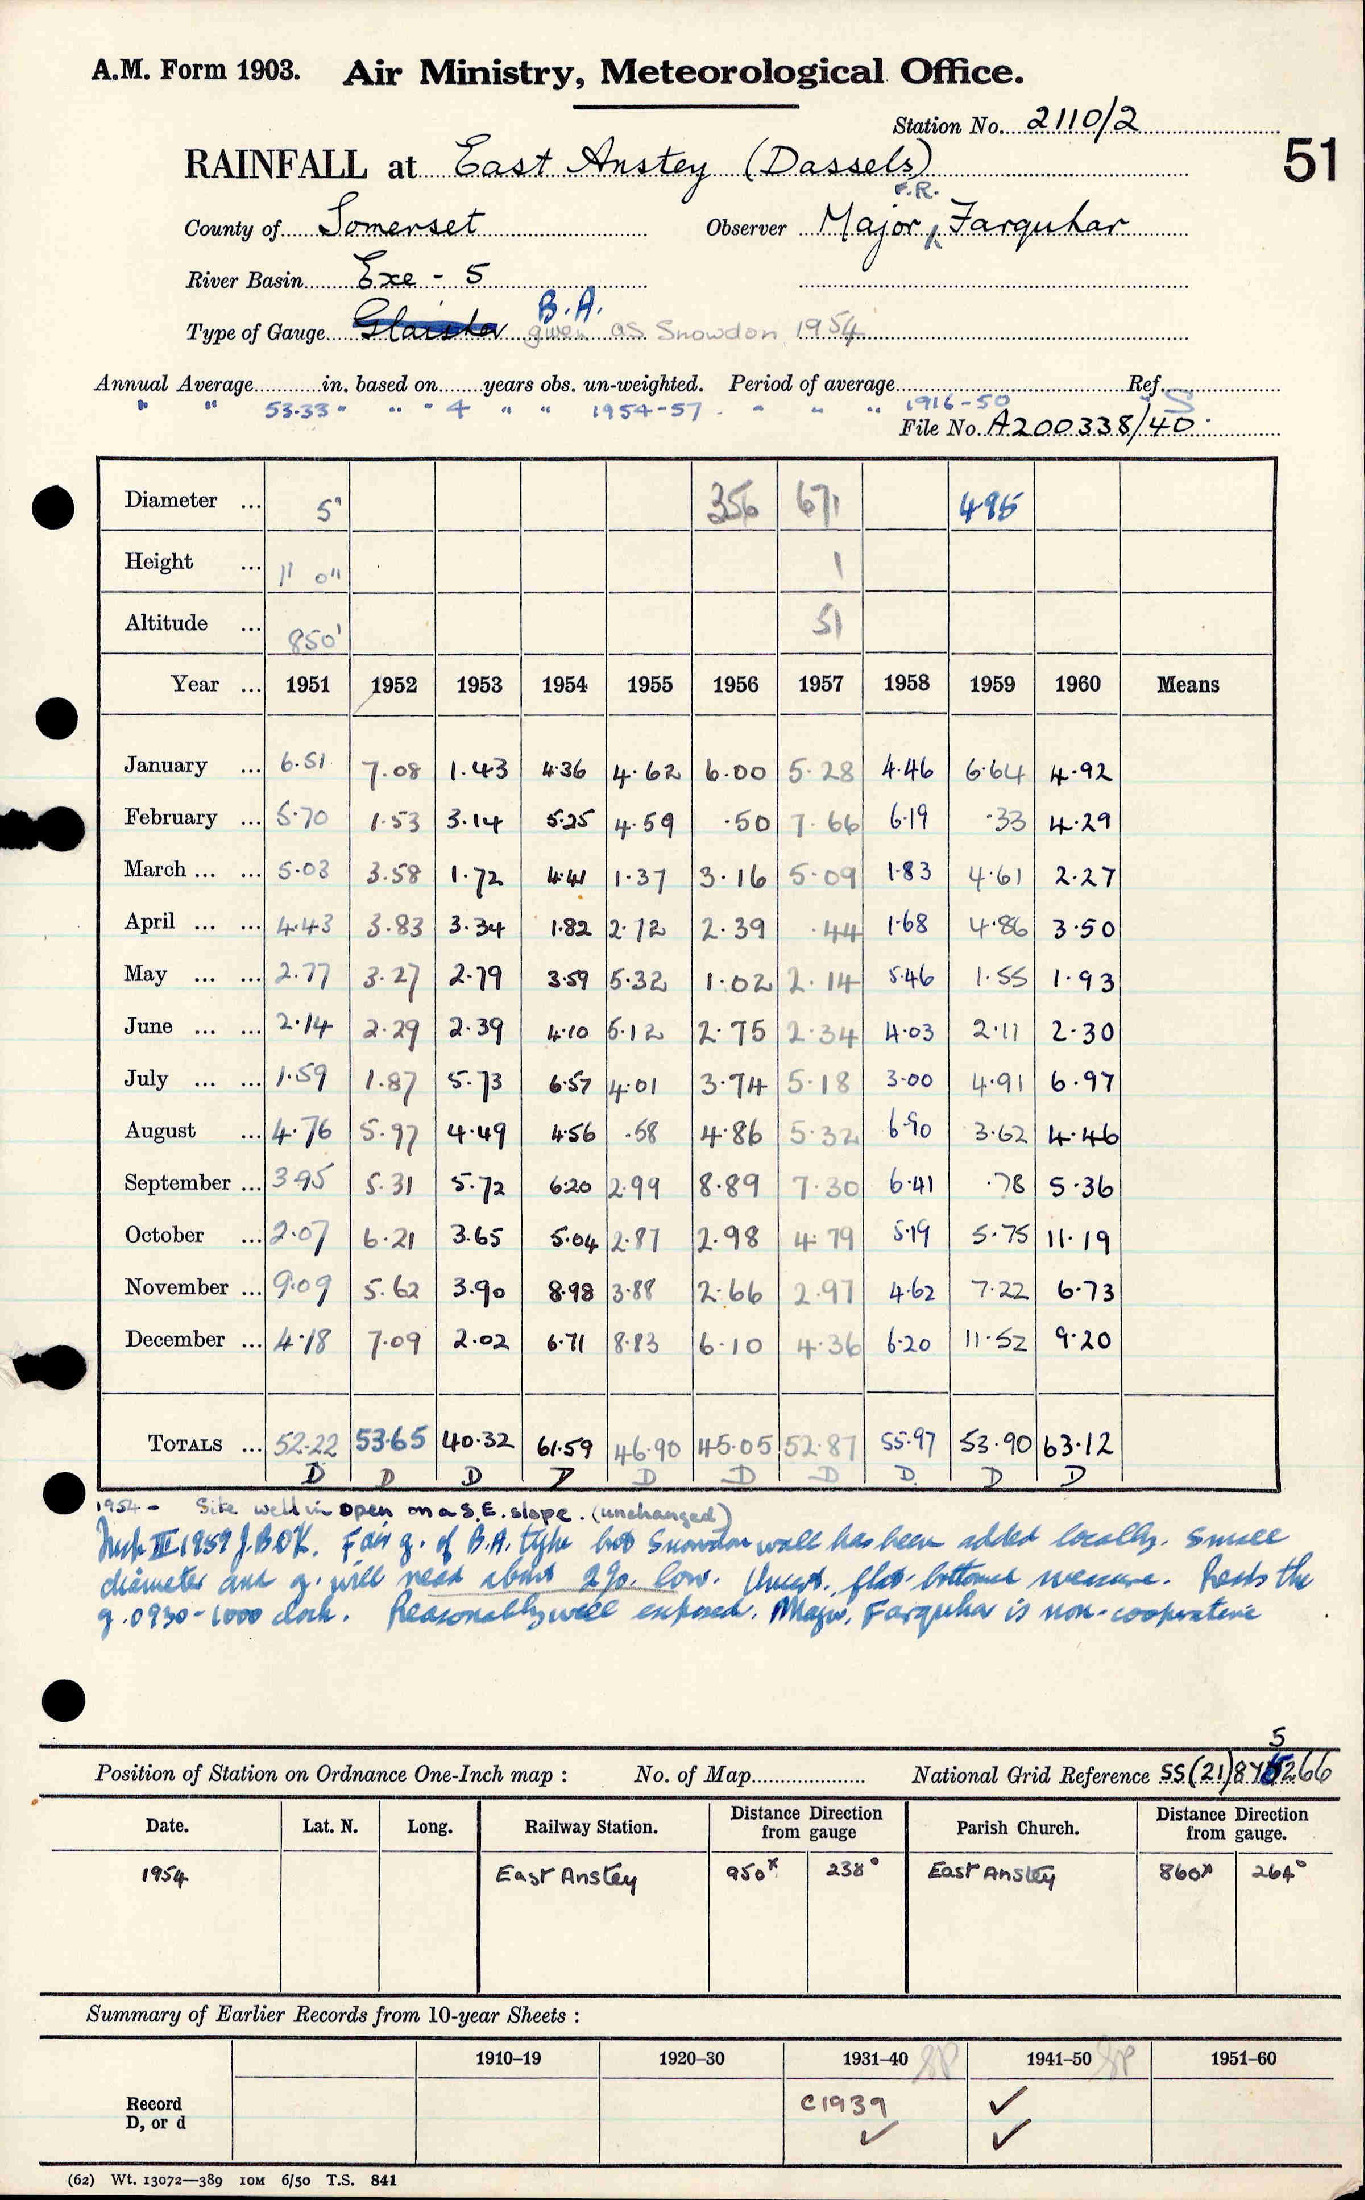 A.M. Form 1903. Air Ministry, Meteorological Office.
Station No. 2110/2
51
RAINFALL at East Anstey (Dassels)
F.R.
County of Somerset Observer Major Farquhar
River Basin Exe - 5
B.A.
Type of Gauge Glaisher given as Snowdon 1954
Annual Average in. based on years obs. un-weighted. Period of average Ref. S
" " 53.33 " " " 4 " " 1954-57. " " " 1916-50
File No. A200338/40
Diameter ... 5" 356 671 495
Height ... 1' 0" 1
Altitude ... 850' 51
Year ... 1951 1952 1953 1954 1955 1956 1957 1958 1959 1960 Means
January ... 6.51 7.08 1.43 4.36 4.62 6.00 5.28 4.46 6.64 4.92
February ... 5.70 1.53 3.14 5.25 4.59 .50 7.66 6.19 .33 4.29
March ... ... 5.03 3.58 1.72 4.41 1.37 3.16 5.09 1.83 4.61 2.27
April ... ... 4.43 3.83 3.34 1.82 2.72 2.39 .44 1.68 4.86 3.50
May ... ... 2.77 3.27 2.79 3.59 5.32 1.02 2.14 5.46 1.55 1.93
June ... ... 2.14 2.29 2.39 4.10 5.12 2.75 2.34 4.03 2.11 2.30
July ... ... 1.59 1.87 5.73 6.57 4.01 3.74 5.18 3.00 4.91 6.97
August ... 4.76 5.97 4.49 4.56 .58 4.86 5.32 6.90 3.62 4.46
September ... 3.95 5.31 5.72 6.20 2.99 8.89 7.30 6.41 .78 5.36
October ... 2.07 6.21 3.65 5.04 2.87 2.98 4.79 5.19 5.75 11.19
November ... 9.09 5.62 3.90 8.98 3.88 2.66 2.97 4.62 7.22 6.73
December ... 4.18 7.09 2.02 6.71 8.83 6.10 4.36 6.20 11.52 9.20
TOTALS ... 52.22 53.65 40.32 61.59 46.90 45.05 52.87 55.97 53.90 63.12
D D D D D D D D D D
1954 - Site well in open on a S.E. slope. (unchanged)
III 1959 J.BOK. Fair g. of B.A. type but Snowdon wall has been added locally. Small
diameter and g. will read about 2%. low. flat bottomed measure. Reads the
g. 0930-1000 clock. Reasonably well exposed. Major. Farquhar is non-cooperative
5
Position of Station on Ordnance One-Inch map : No. of Map National Grid Reference SS(21) 266
Date. Lat. N. Long. Railway Station. Distance Direction from gauge Parish Church. Distance Direction from gauge.
1954 East Anstey 950x 238° East Anstey 860x 264°
Summary of Earlier Records from 10-year Sheets :
1910–19 1920–30 1931–40 1941–50 1951–60
Record D, or d C1939 ✓ ✓ ✓
(62) Wt. 13072—389 10M 6/50 T.S. 841